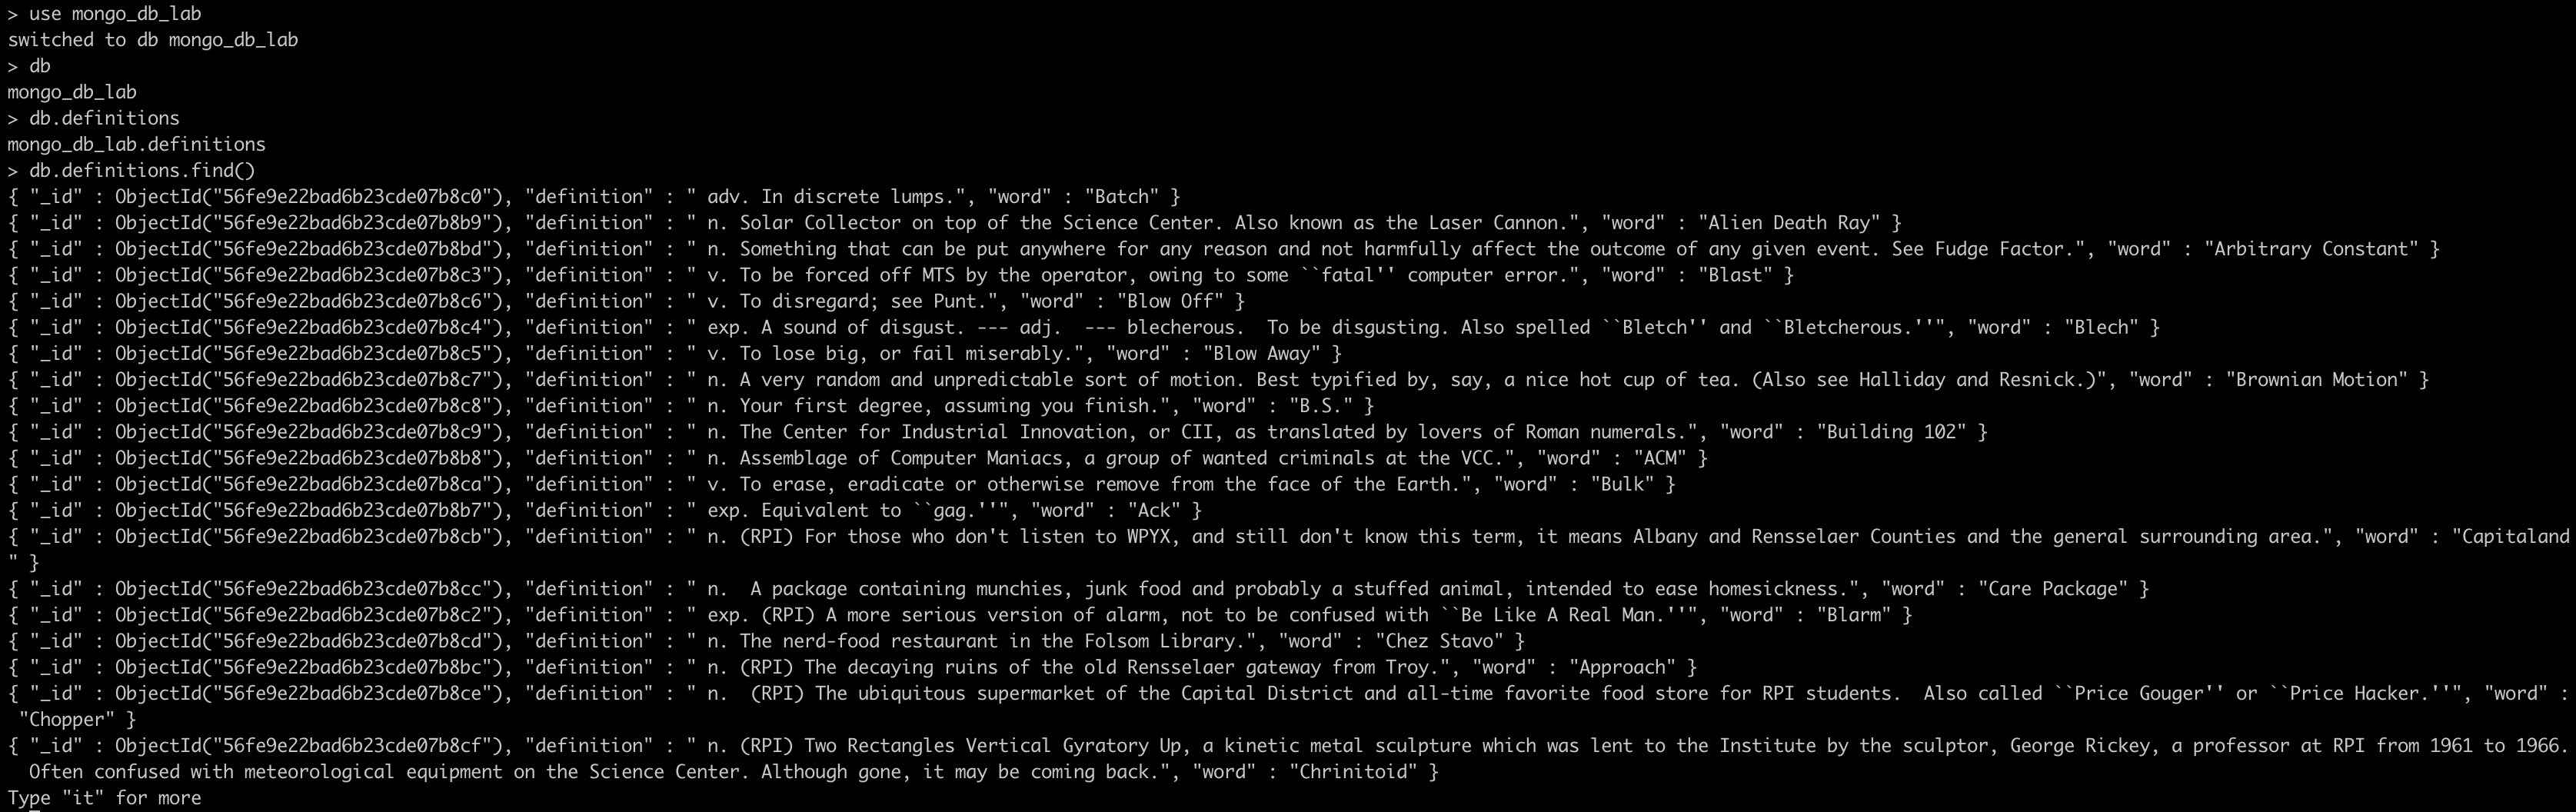 > use mongo_db_lab
switched to db mongo_db_lab
> db
mongo_db_lab
> db.definitions
mongo_db_lab.definitions
> db.definitions.find()
{ "_id" : ObjectId("56fe9e22bad6b23cde07b8c0"), "definition" : " adv. In discrete lumps.", "word" : "Batch" }
{ "_id" : ObjectId("56fe9e22bad6b23cde07b8b9"), "definition" : " n. Solar Collector on top of the Science Center. Also known as the Laser Cannon.", "word" : "Alien Death Ray" }
{ "_id" : ObjectId("56fe9e22bad6b23cde07b8bd"), "definition" : " n. Something that can be put anywhere for any reason and not harmfully affect the outcome of any given event. See Fudge Factor.", "word" : "Arbitrary Constant" }
{ "_id" : ObjectId("56fe9e22bad6b23cde07b8c3"), "definition" : " v. To be forced off MTS by the operator, owing to some ``fatal'' computer error.", "word" : "Blast" }
{ "_id" : ObjectId("56fe9e22bad6b23cde07b8c6"), "definition" : " v. To disregard; see Punt.", "word" : "Blow Off" }
{ "_id" : ObjectId("56fe9e22bad6b23cde07b8c4"), "definition" : " exp. A sound of disgust. --- adj.  --- blecherous.  To be disgusting. Also spelled ``Bletch'' and ``Bletcherous.''", "word" : "Blech" }
{ "_id" : ObjectId("56fe9e22bad6b23cde07b8c5"), "definition" : " v. To lose big, or fail miserably.", "word" : "Blow Away" }
{ "_id" : ObjectId("56fe9e22bad6b23cde07b8c7"), "definition" : " n. A very random and unpredictable sort of motion. Best typified by, say, a nice hot cup of tea. (Also see Halliday and Resnick.)", "word" : "Brownian Motion" }
{ "_id" : ObjectId("56fe9e22bad6b23cde07b8c8"), "definition" : " n. Your first degree, assuming you finish.", "word" : "B.S." }
{ "_id" : ObjectId("56fe9e22bad6b23cde07b8c9"), "definition" : " n. The Center for Industrial Innovation, or CII, as translated by lovers of Roman numerals.", "word" : "Building 102" }
{ "_id" : ObjectId("56fe9e22bad6b23cde07b8b8"), "definition" : " n. Assemblage of Computer Maniacs, a group of wanted criminals at the VCC.", "word" : "ACM" }
{ "_id" : ObjectId("56fe9e22bad6b23cde07b8ca"), "definition" : " v. To erase, eradicate or otherwise remove from the face of the Earth.", "word" : "Bulk" }
{ "_id" : ObjectId("56fe9e22bad6b23cde07b8b7"), "definition" : " exp. Equivalent to ``gag.''", "word" : "Ack" }
{ "_id" : ObjectId("56fe9e22bad6b23cde07b8cb"), "definition" : " n. (RPI) For those who don't listen to WPYX, and still don't know this term, it means Albany and Rensselaer Counties and the general surrounding area.", "word" : "Capitaland
" }
{ "_id" : ObjectId("56fe9e22bad6b23cde07b8cc"), "definition" : " n.  A package containing munchies, junk food and probably a stuffed animal, intended to ease homesickness.", "word" : "Care Package" }
{ "_id" : ObjectId("56fe9e22bad6b23cde07b8c2"), "definition" : " exp. (RPI) A more serious version of alarm, not to be confused with ``Be Like A Real Man.''", "word" : "Blarm" }
{ "_id" : ObjectId("56fe9e22bad6b23cde07b8cd"), "definition" : " n. The nerd-food restaurant in the Folsom Library.", "word" : "Chez Stavo" }
{ "_id" : ObjectId("56fe9e22bad6b23cde07b8bc"), "definition" : " n. (RPI) The decaying ruins of the old Rensselaer gateway from Troy.", "word" : "Approach" }
{ "_id" : ObjectId("56fe9e22bad6b23cde07b8ce"), "definition" : " n.  (RPI) The ubiquitous supermarket of the Capital District and all-time favorite food store for RPI students.  Also called ``Price Gouger'' or ``Price Hacker.''", "word" :
 "Chopper" }
{ "_id" : ObjectId("56fe9e22bad6b23cde07b8cf"), "definition" : " n. (RPI) Two Rectangles Vertical Gyratory Up, a kinetic metal sculpture which was lent to the Institute by the sculptor, George Rickey, a professor at RPI from 1961 to 1966.
  Often confused with meteorological equipment on the Science Center. Although gone, it may be coming back.", "word" : "Chrinitoid" }
Type "it" for more